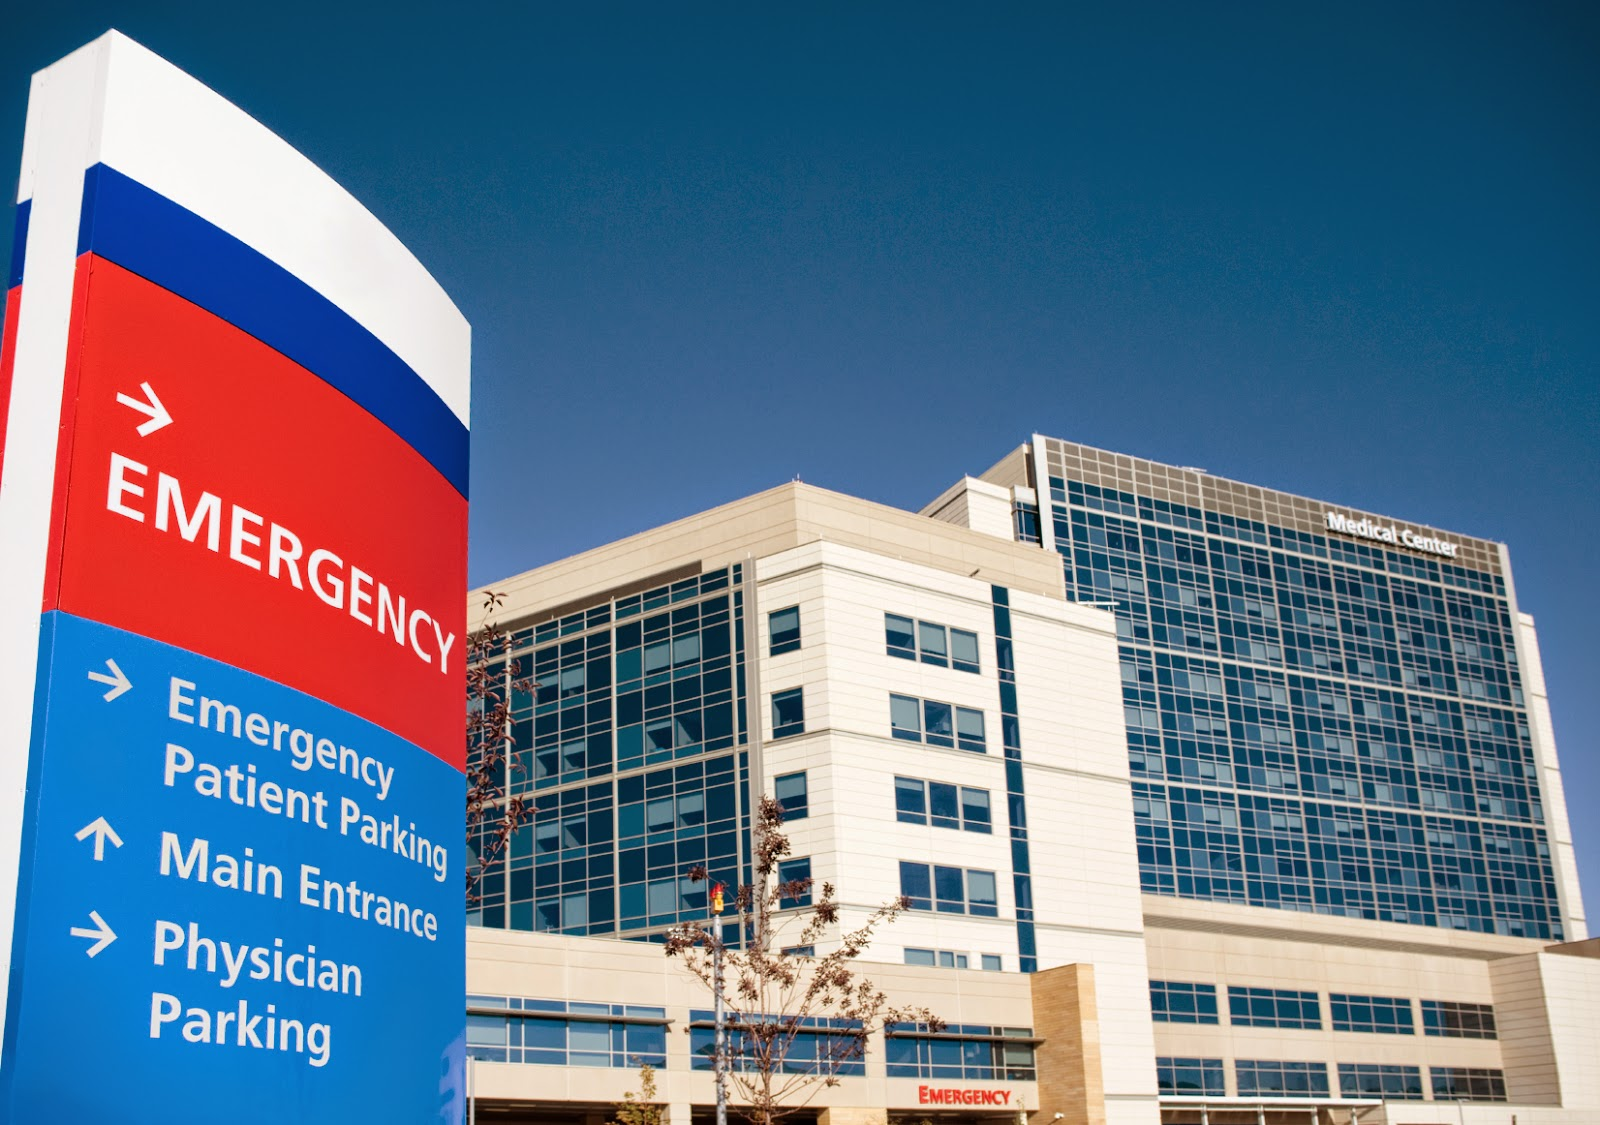 →
EMERGENCY
→ Emergency
Patient Parking
↑ Main Entrance
→ Physician
Parking
Medical Center
EMERGENCY